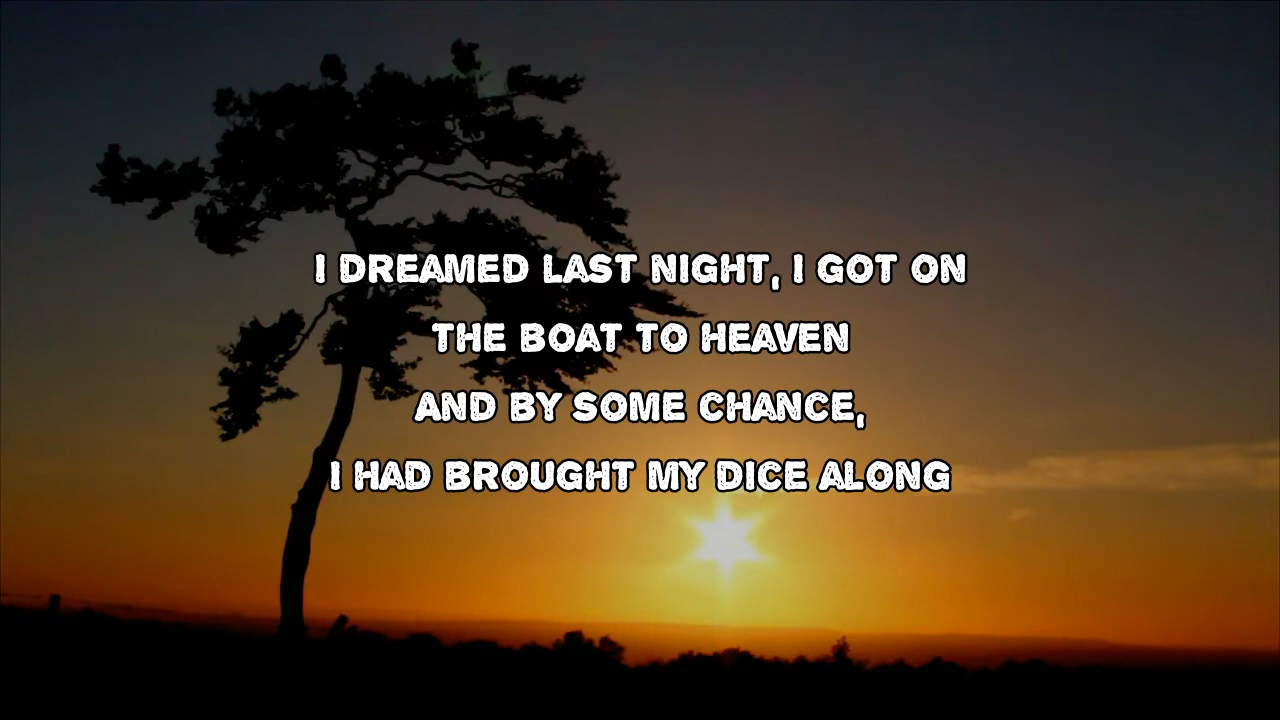 I DREAMED LAST NIGHT, I GOT ON
THE BOAT TO HEAVEN
AND BY SOME CHANCE,
I HAD BROUGHT MY DICE ALONG